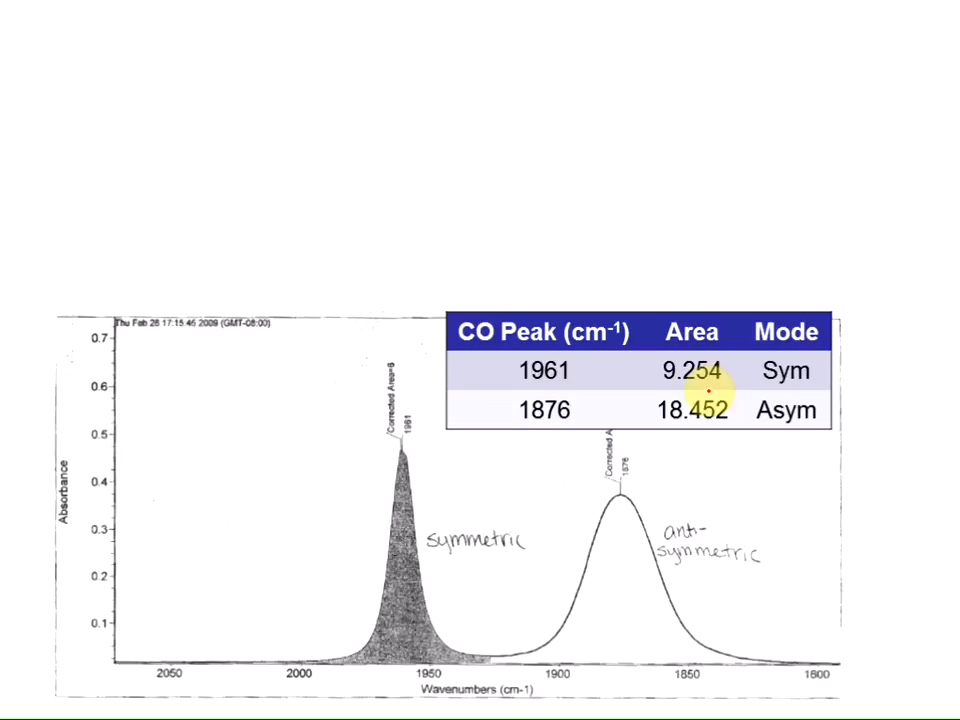 Thu Feb 26 17:15:46 2009 (GMT-08:00)
CO Peak (cm-1) Area Mode
1961 9.254 Sym
1876 18.452 Asym
0.7
0.6
0.5
0.4
0.3
0.2
0.1
Absorbance
Corrected Area=6
1961
symmetric
Corrected A
1876
anti-
symmetric
2050 2000 1950 1900 1850 1800
Wavenumbers (cm-1)